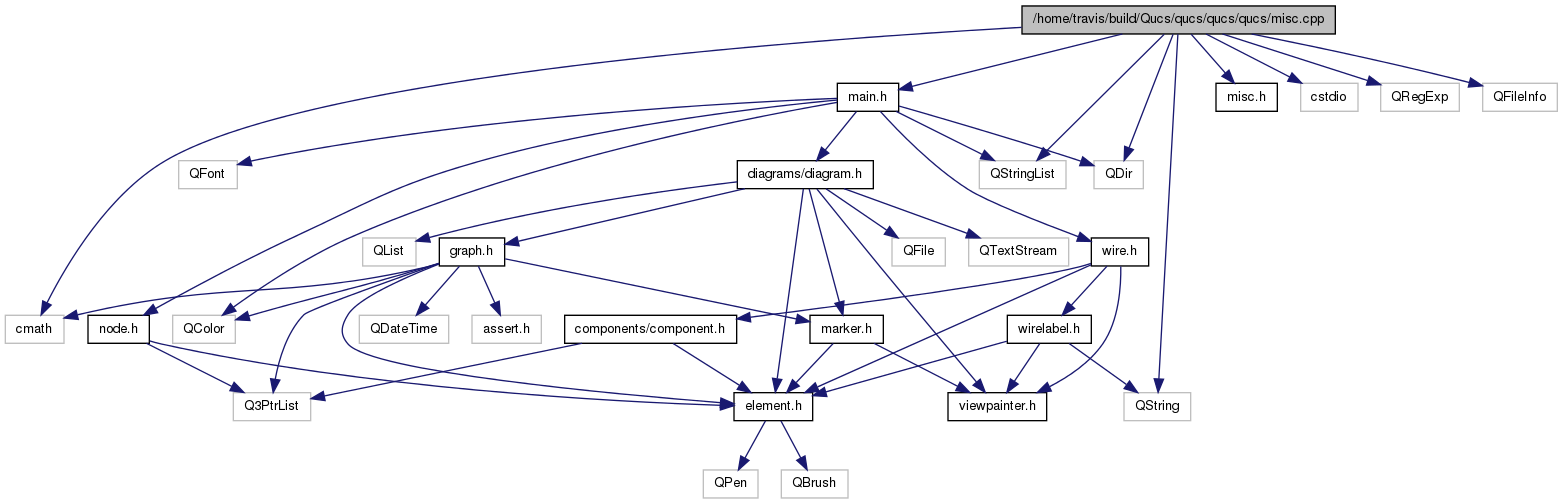 /home/travis/build/Qucs/qucs/qucs/qucs/misc.cpp
main.h
misc.h
cstdio
QRegExp
QFileInfo
QFont
diagrams/diagram.h
QStringList
QDir
QList
graph.h
QFile
QTextStream
wire.h
cmath
node.h
QColor
QDateTime
assert.h
components/component.h
marker.h
wirelabel.h
Q3PtrList
element.h
viewpainter.h
QString
QPen
QBrush